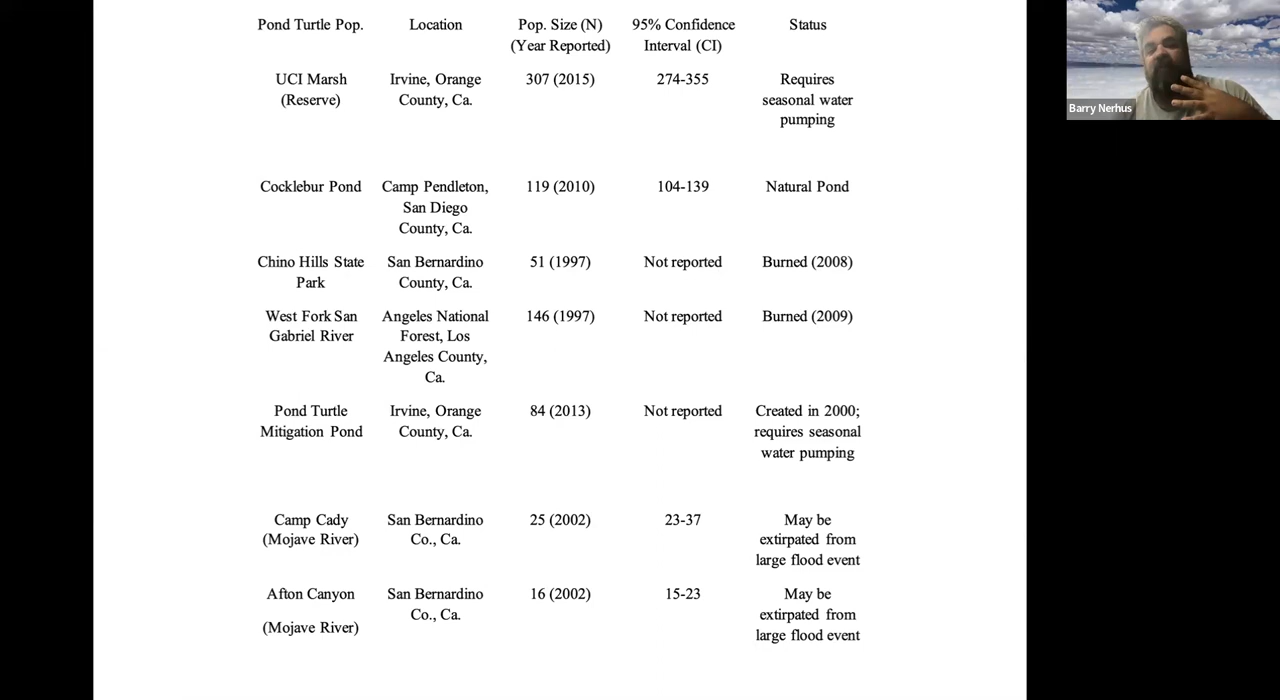 Pond Turtle Pop. Location Pop. Size (N) 95% Confidence Status
(Year Reported) Interval (CI)
UCI Marsh Irvine, Orange 307 (2015) 274-355 Requires
(Reserve) County, Ca. seasonal water
pumping
Cocklebur Pond Camp Pendleton, 119 (2010) 104-139 Natural Pond
San Diego
County, Ca.
Chino Hills State San Bernardino 51 (1997) Not reported Burned (2008)
Park County, Ca.
West Fork San Angeles National 146 (1997) Not reported Burned (2009)
Gabriel River Forest, Los
Angeles County,
Ca.
Pond Turtle Irvine, Orange 84 (2013) Not reported Created in 2000;
Mitigation Pond County, Ca. requires seasonal
water pumping
Camp Cady San Bernardino 25 (2002) 23-37 May be
(Mojave River) Co., Ca. extirpated from
large flood event
Afton Canyon San Bernardino 16 (2002) 15-23 May be
Co., Ca. extirpated from
(Mojave River) large flood event
Barry Nerhus